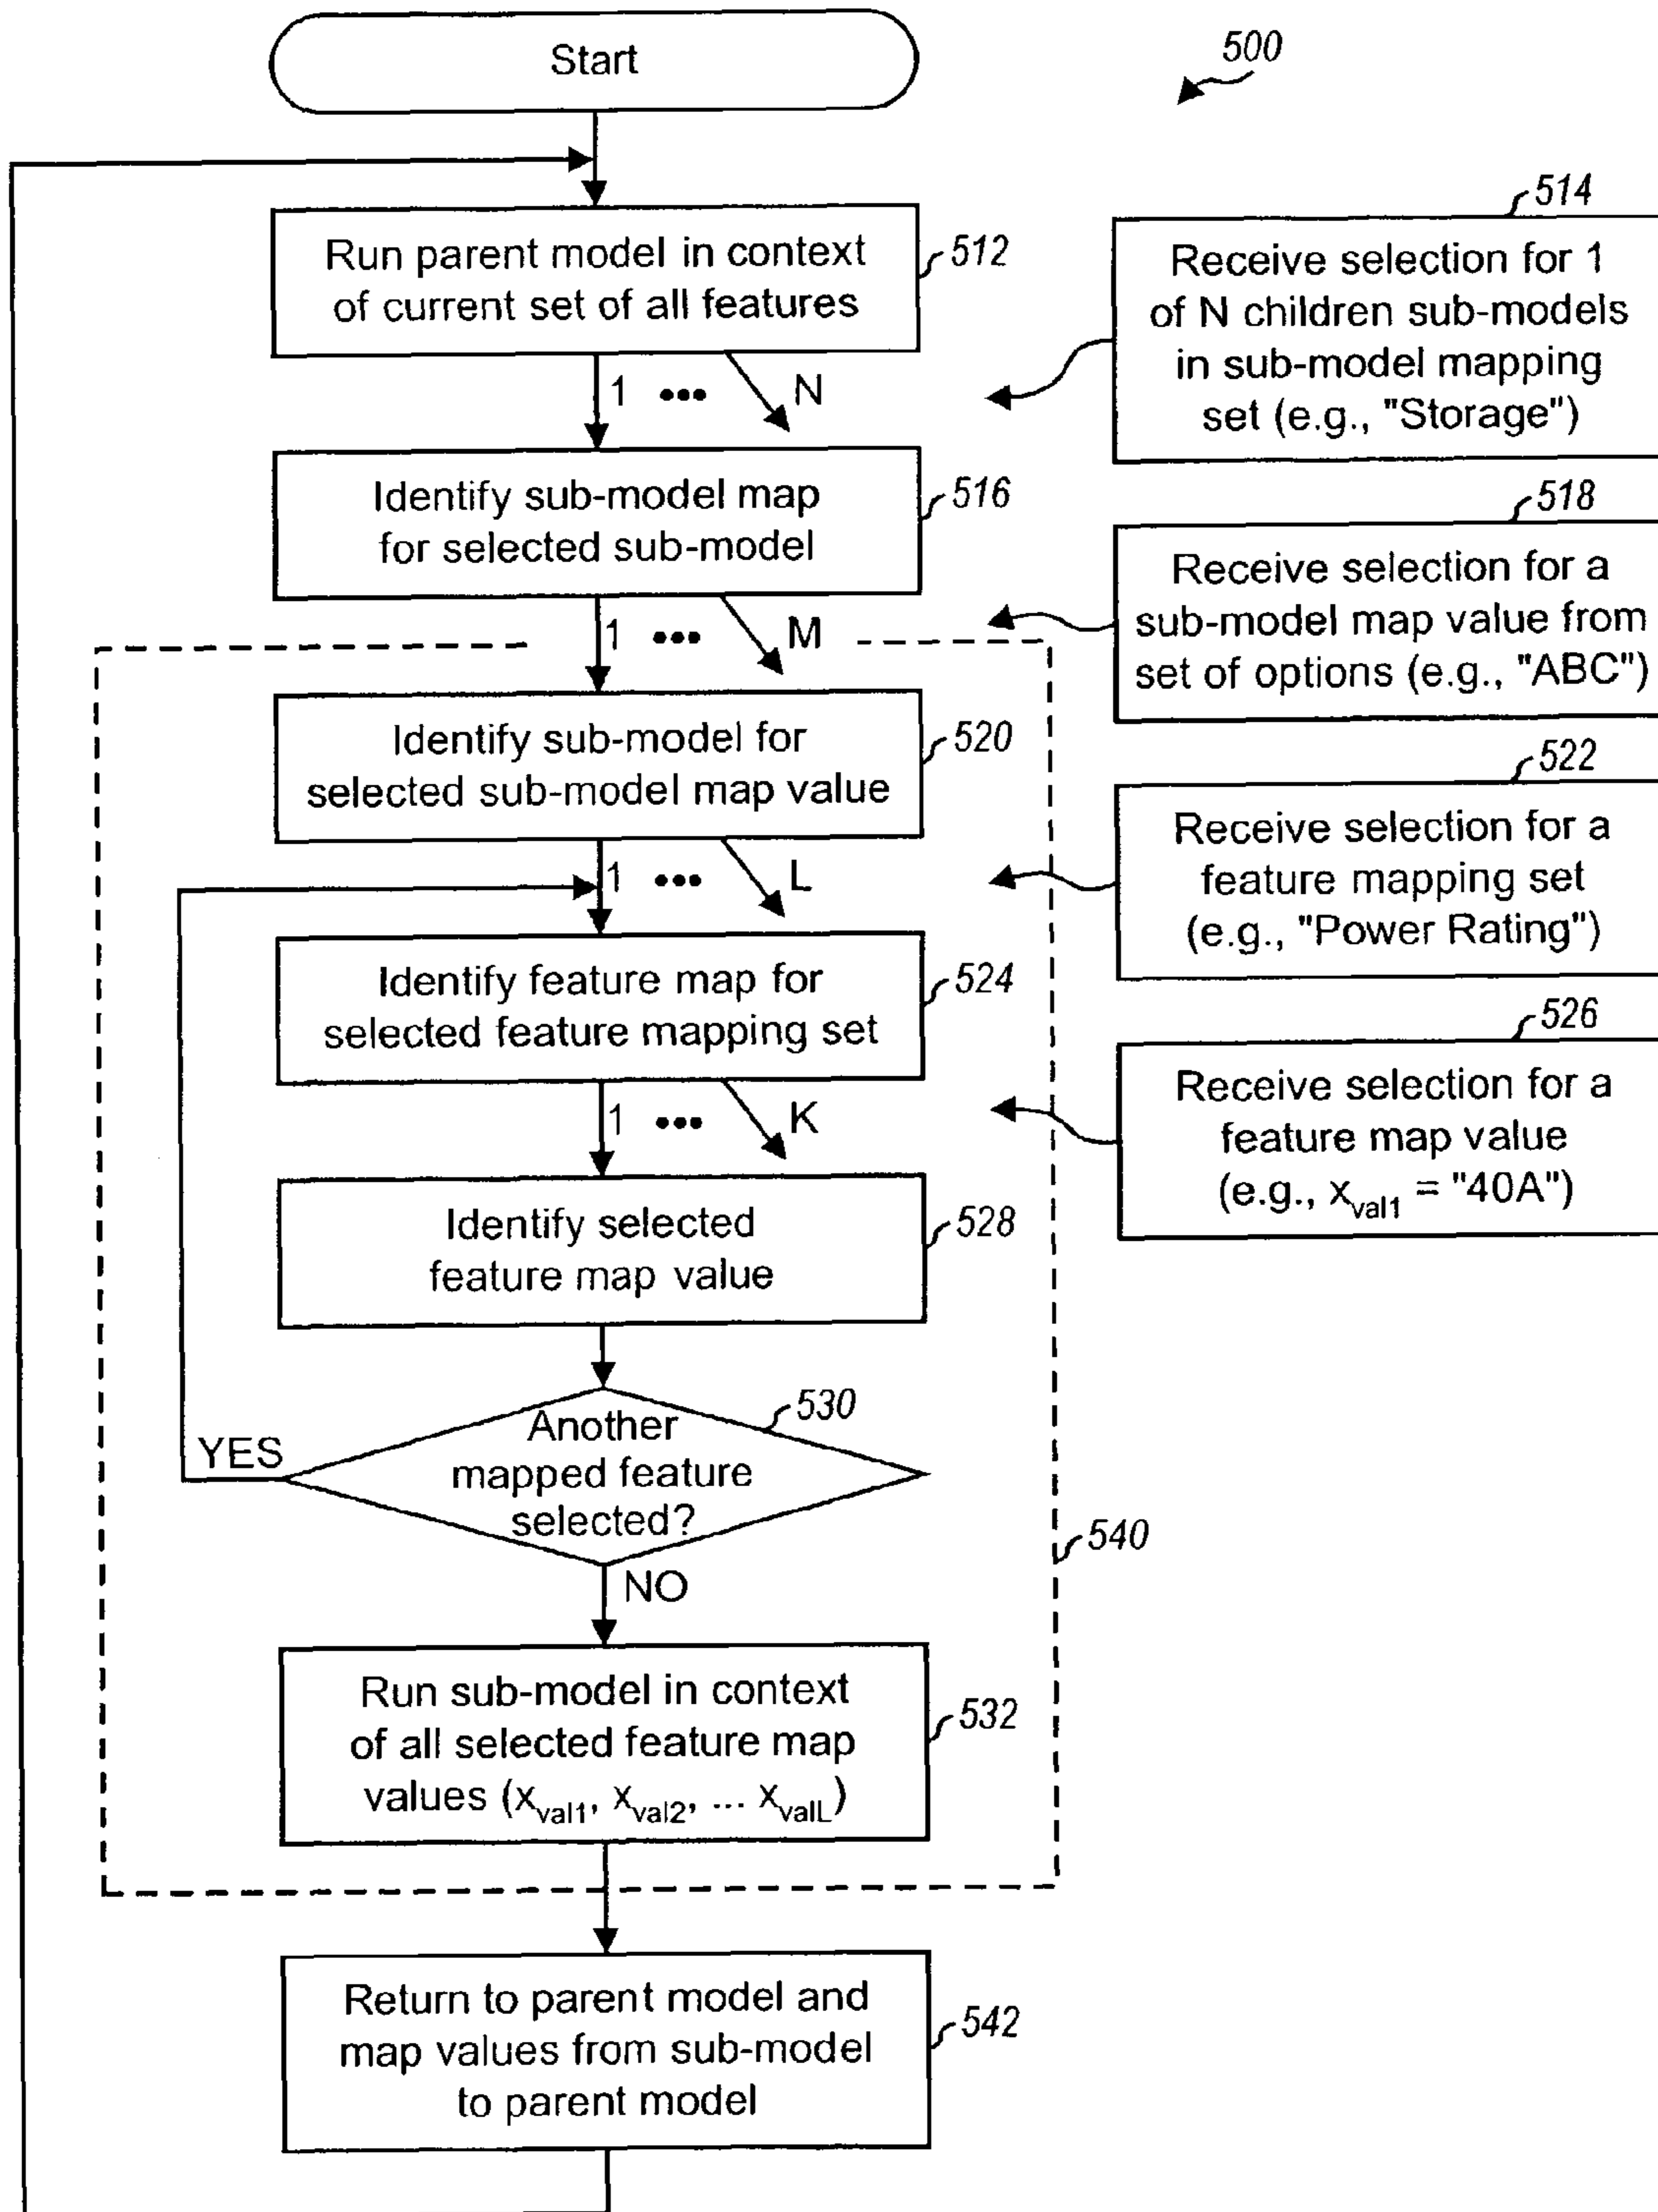 Start
500
Run parent model in context
of current set of all features
512
514
Receive selection for 1
of N children sub-models
in sub-model mapping
set (e.g., "Storage")
1 ••• N
Identify sub-model map
for selected sub-model
516
518
Receive selection for a
sub-model map value from
set of options (e.g., "ABC")
1 ••• M
Identify sub-model for
selected sub-model map value
520
522
Receive selection for a
feature mapping set
(e.g., "Power Rating")
1 ••• L
Identify feature map for
selected feature mapping set
524
526
Receive selection for a
feature map value
(e.g., xval1 = "40A")
1 ••• K
Identify selected
feature map value
528
Another
mapped feature
selected?
530
YES
NO
540
Run sub-model in context
of all selected feature map
values (xval1, xval2, ... xvalL)
532
Return to parent model and
map values from sub-model
to parent model
542